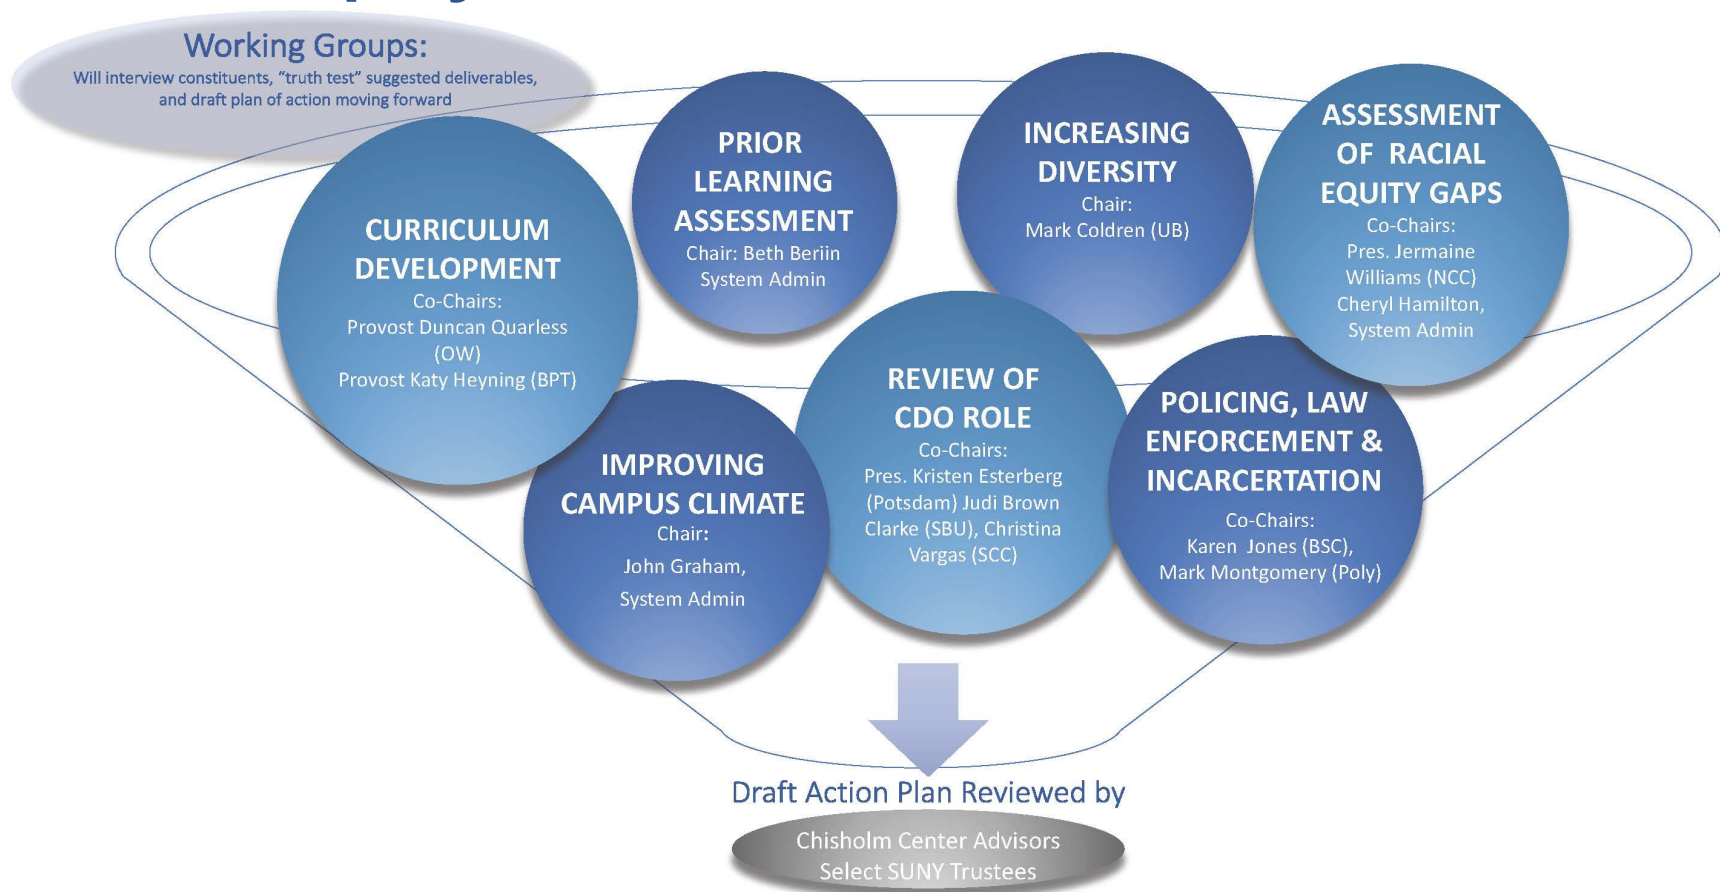 Working Groups:
Will interview constituents, “truth test” suggested deliverables,
and draft plan of action moving forward
CURRICULUM
DEVELOPMENT
Co-Chairs:
Provost Duncan Quarless
(OW)
Provost Katy Heyning (BPT)
PRIOR
LEARNING
ASSESSMENT
Chair: Beth Beriin
System Admin
INCREASING
DIVERSITY
Chair:
Mark Coldren (UB)
ASSESSMENT
OF RACIAL
EQUITY GAPS
Co-Chairs:
Pres. Jermaine
Williams (NCC)
Cheryl Hamilton,
System Admin
IMPROVING
CAMPUS CLIMATE
Chair:
John Graham,
System Admin
REVIEW OF
CDO ROLE
Co-Chairs:
Pres. Kristen Esterberg
(Potsdam) Judi Brown
Clarke (SBU), Christina
Vargas (SCC)
POLICING, LAW
ENFORCEMENT &
INCARCERTATION
Co-Chairs:
Karen Jones (BSC),
Mark Montgomery (Poly)
Draft Action Plan Reviewed by
Chisholm Center Advisors
Select SUNY Trustees